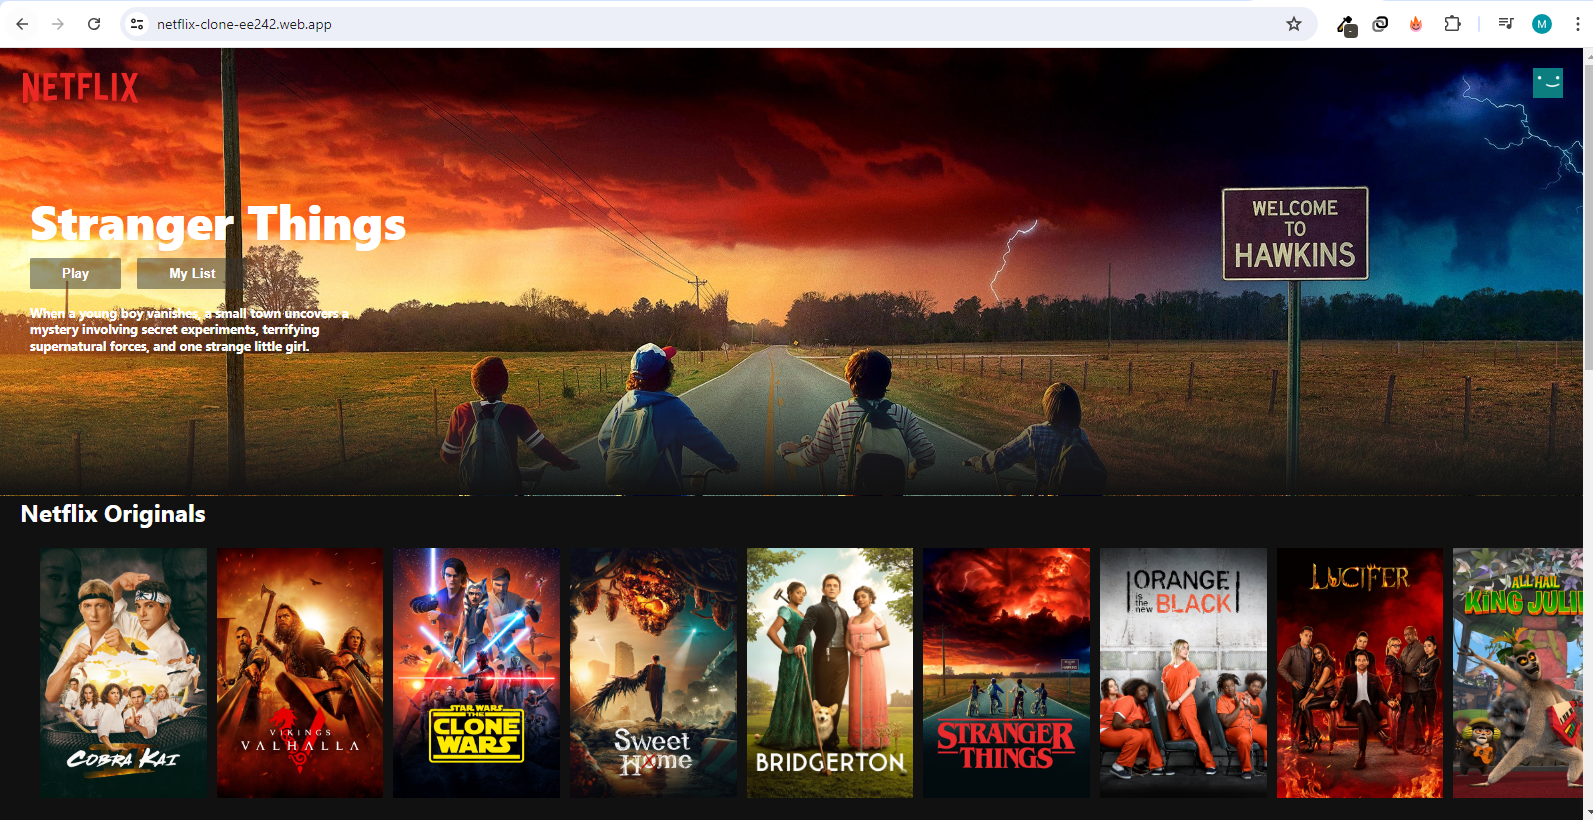 netflix-clone-ee242.web.app
M
NETFLIX
WELCOME
TO
HAWKINS
Stranger Things
Play
My List
When a young boy vanishes, a small town uncovers a
mystery involving secret experiments, terrifying
supernatural forces, and one strange little girl.
Netflix Originals
COBRA KAI
VIKINGS
VALHALLA
STAR WARS
THE
CLONE
WARS
Sweet
Home
BRIDGERTON
STRANGER
THINGS
ORANGE
is the new BLACK
LUCIFER
ALL HAIL
KING JULI